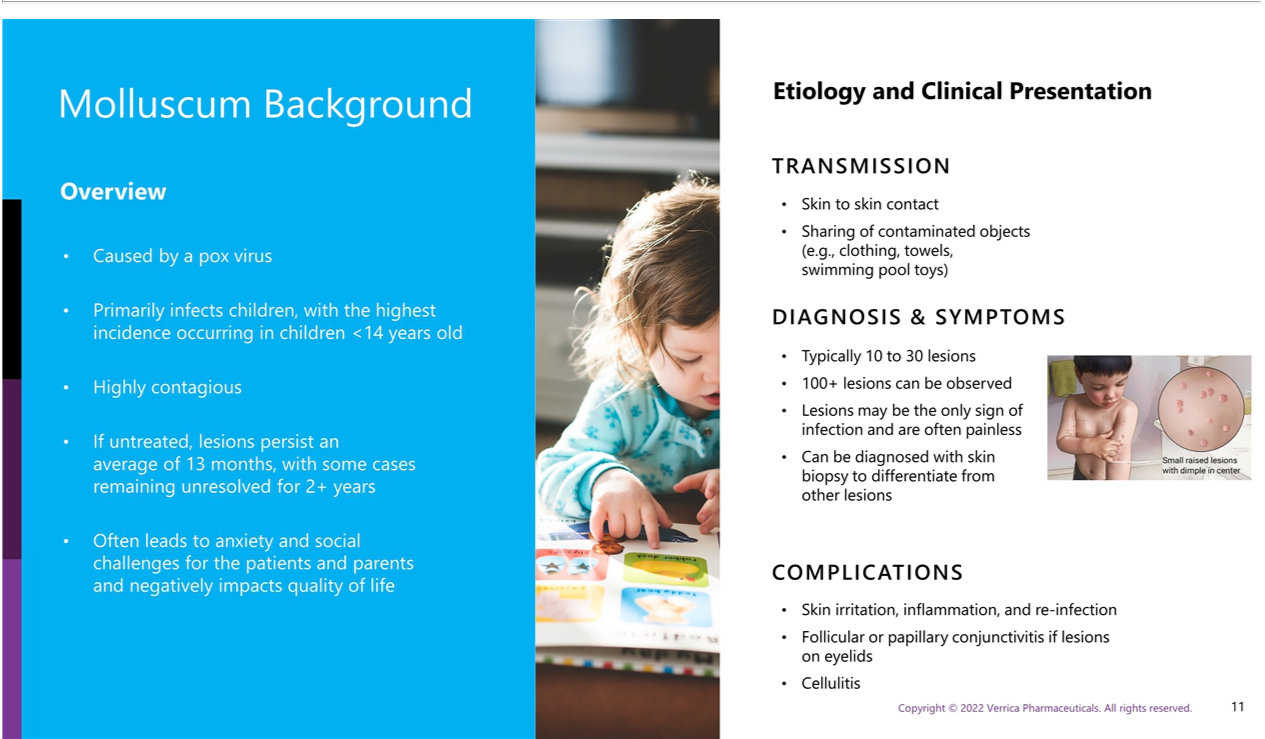 Molluscum Background
Overview
• Caused by a pox virus
• Primarily infects children, with the highest
incidence occurring in children <14 years old
• Highly contagious
• If untreated, lesions persist an
average of 13 months, with some cases
remaining unresolved for 2+ years
• Often leads to anxiety and social
challenges for the patients and parents
and negatively impacts quality of life
rubber duck
teddy bear
My day
Etiology and Clinical Presentation
TRANSMISSION
• Skin to skin contact
• Sharing of contaminated objects
(e.g., clothing, towels,
swimming pool toys)
DIAGNOSIS & SYMPTOMS
• Typically 10 to 30 lesions
• 100+ lesions can be observed
• Lesions may be the only sign of
infection and are often painless
• Can be diagnosed with skin
biopsy to differentiate from
other lesions
Small raised lesions
with dimple in center
COMPLICATIONS
• Skin irritation, inflammation, and re-infection
• Follicular or papillary conjunctivitis if lesions
on eyelids
• Cellulitis
Copyright © 2022 Verrica Pharmaceuticals. All rights reserved.
11